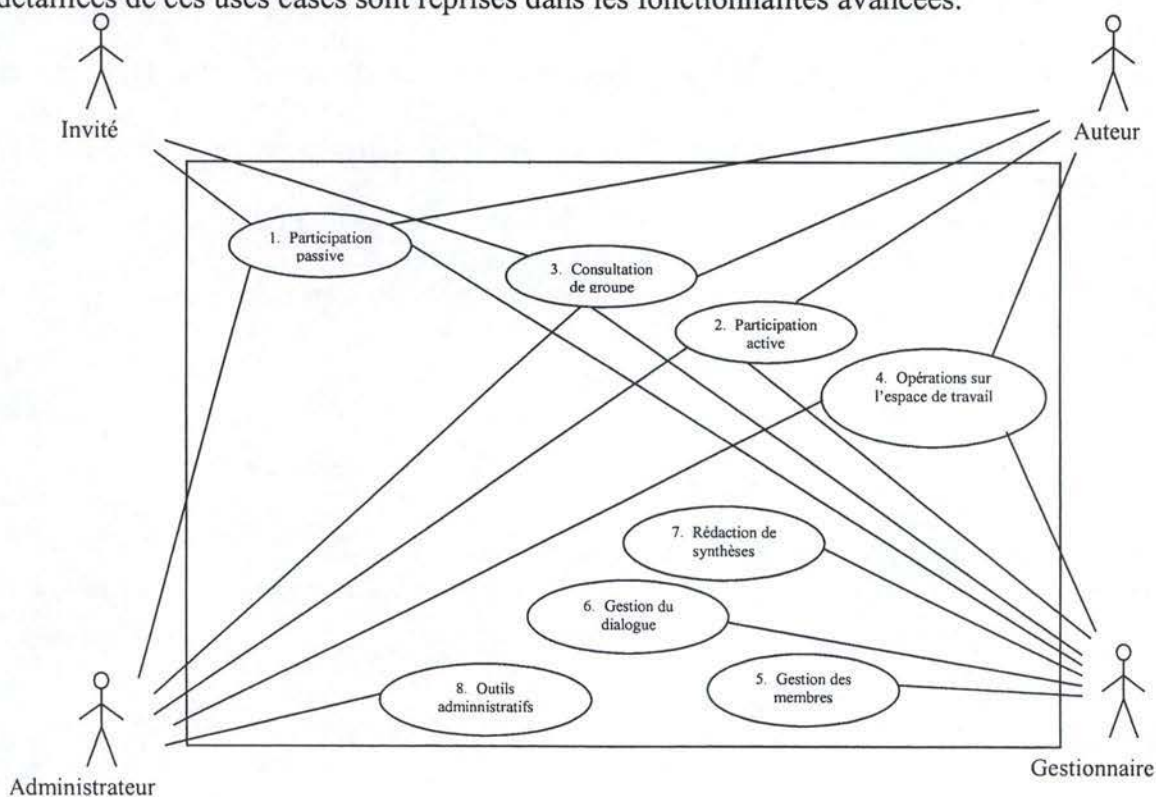 détaillées de ces uses cases sont reprises dans les fonctionnalités avancées.
Invité
Auteur
1. Participation
passive
3. Consultation
de groupe
2. Participation
active
4. Opérations sur
l'espace de travail
7. Rédaction de
synthèses
6. Gestion du
dialogue
5. Gestion des
membres
8. Outils
adminnistratifs
Administrateur
Gestionnaire